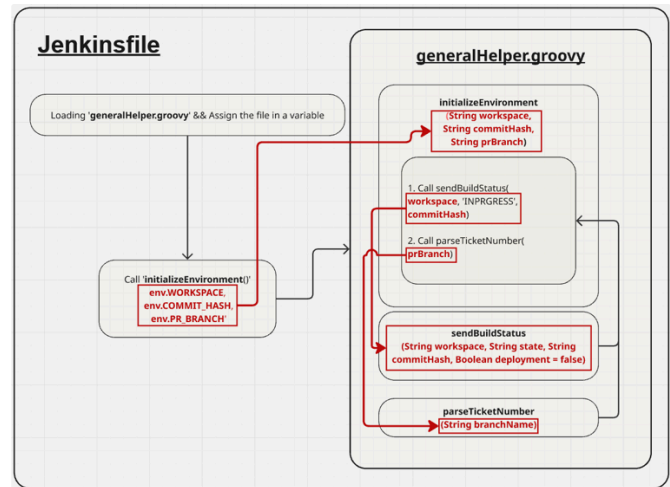 Jenkinsfile
Loading 'generalHelper.groovy' && Assign the file in a variable
Call 'initializeEnvironment()'
env.WORKSPACE,
env.COMMIT_HASH,
env.PR_BRANCH'
generalHelper.groovy
initializeEnvironment
(String workspace,
String commitHash,
String prBranch)
1. Call sendBuildStatus(
workspace, 'INPRGRESS',
commitHash)
2. Call parseTicketNumber(
prBranch)
sendBuildStatus
(String workspace, String state, String
commitHash, Boolean deployment = false)
parseTicketNumber
(String branchName)